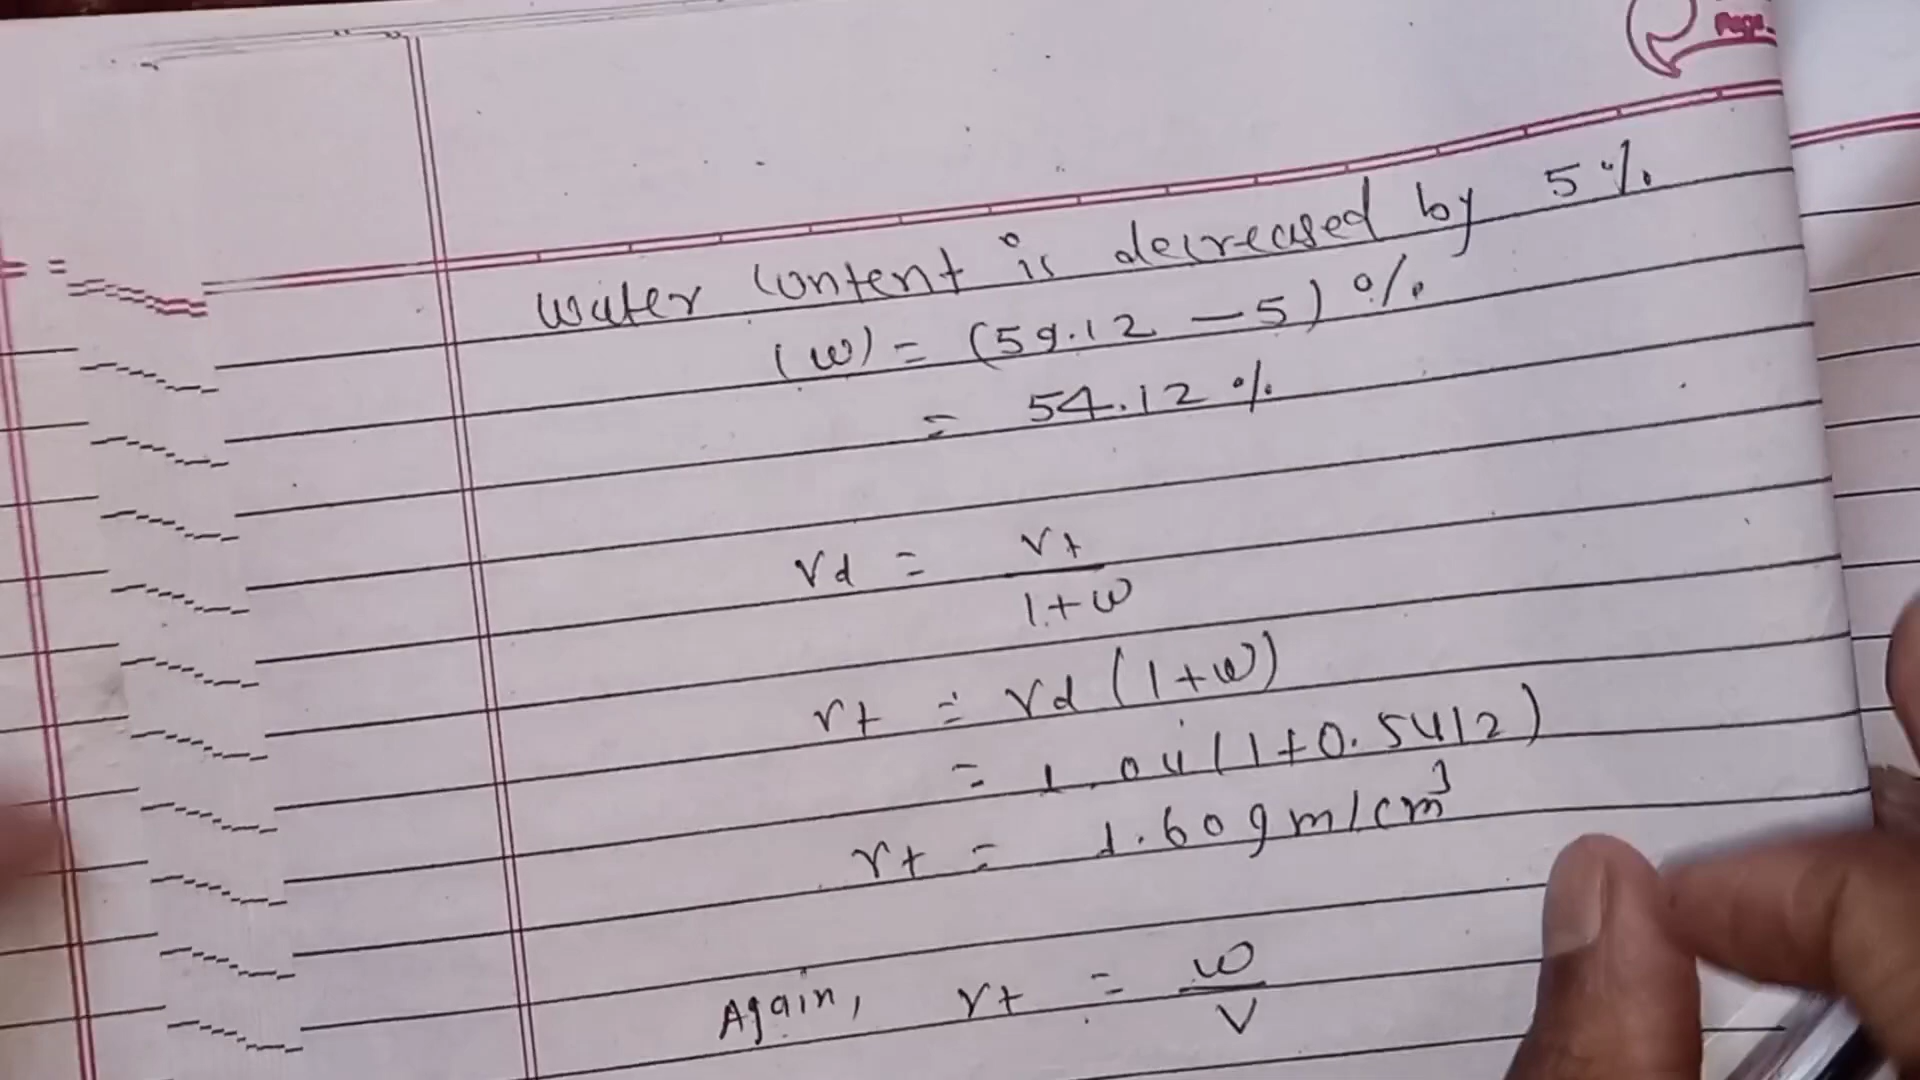 Page
water content is decreased by 5%
(w) = (59.12 - 5) %
= 54.12 %
γd = γt / 1+w
γt = γd (1+w)
= 1.04 (1+0.5412)
γt = 1.60 gm/cm³
Again, γt = w / V